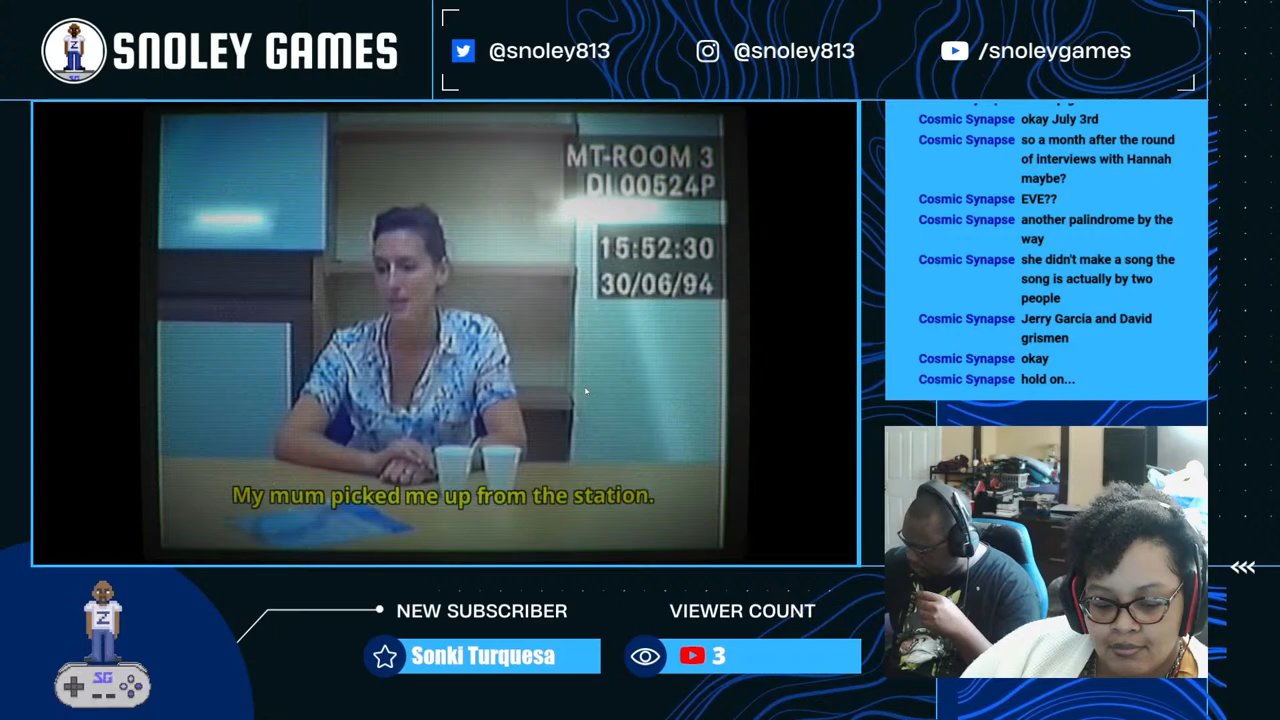 SNOLEY GAMES
@snoley813
@snoley813
/snoleygames
MT-ROOM 3
DI 00524P
15:52:30
30/06/94
My mum picked me up from the station.
Cosmic Synapse okay July 3rd
Cosmic Synapse so a month after the round
of interviews with Hannah
maybe?
Cosmic Synapse EVE??
Cosmic Synapse another palindrome by the
way
Cosmic Synapse she didn't make a song the
song is actually by two
people
Cosmic Synapse Jerry Garcia and David
grismen
Cosmic Synapse okay
Cosmic Synapse hold on...
NEW SUBSCRIBER
Sonki Turquesa
VIEWER COUNT
3
Z
SG